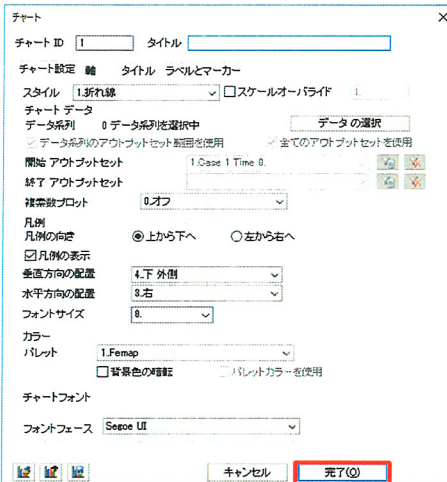 チャート
チャート ID 1 タイトル
チャート設定 軸 タイトル ラベルとマーカー
スタイル 1.折れ線 スケールオーバライド 1.
チャート データ
データ系列 0 データ系列を選択中 データの選択
データ系列のアウトプットセット範囲を使用 全てのアウトプットセットを使用
開始 アウトプットセット 1.Case 1 Time 0.
終了 アウトプットセット
複素数プロット 0.オフ
凡例
凡例の向き 上から下へ 左から右へ
凡例の表示
垂直方向の配置 4.下 外側
水平方向の配置 3.右
フォントサイズ 8.
カラー
パレット 1.Femap
背景色の暗転 パレットカラーを使用
チャートフォント
フォントフェース Segoe UI
キャンセル 完了(O)